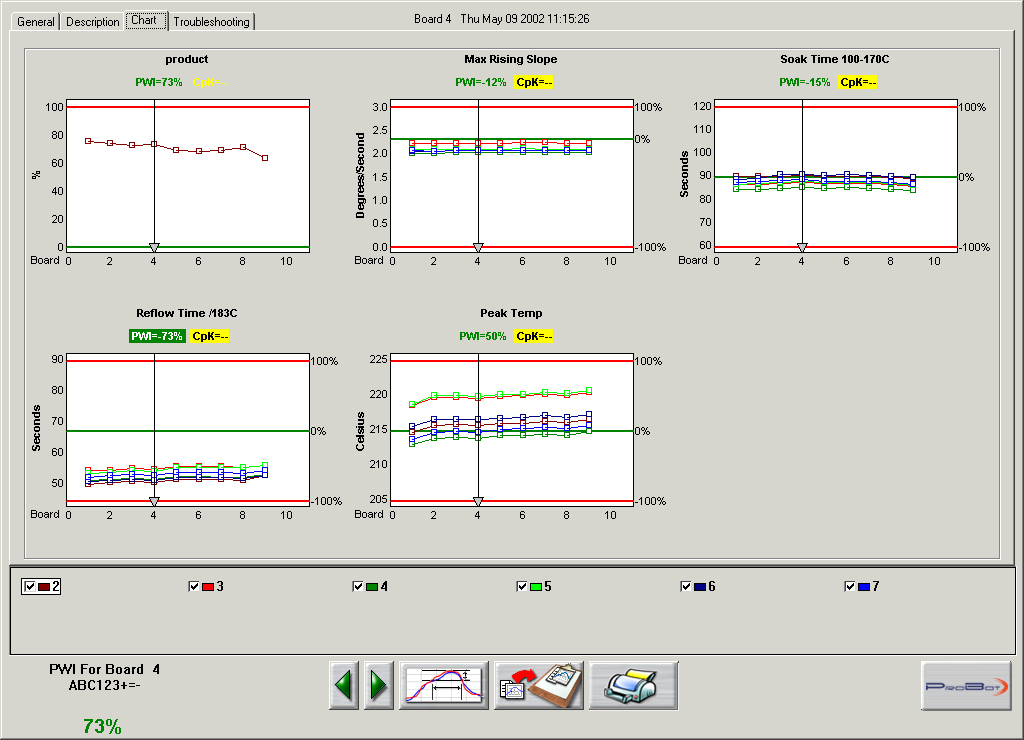 Board 4 Thu May 09 2002 11:15:26
General Description Chart Troubleshooting
product
PWI=73% CpK=--
%
100
80
60
40
20
0
Board 0 2 4 6 8 10
Max Rising Slope
PWI=-12% CpK=--
Degrees/Second
3.0
2.5
2.0
1.5
1.0
0.5
0.0
100%
0%
-100%
Board 0 2 4 6 8 10
Soak Time 100-170C
PWI=-15% CpK=--
Seconds
120
110
100
90
80
70
60
100%
0%
-100%
Board 0 2 4 6 8 10
Reflow Time /183C
PWI=-73% CpK=--
Seconds
90
80
70
60
50
100%
0%
-100%
Board 0 2 4 6 8 10
Peak Temp
PWI=50% CpK=--
Celsius
225
220
215
210
205
100%
0%
-100%
Board 0 2 4 6 8 10
2 3 4 5 6 7
PWI For Board 4
ABC123+=-
73%
PROBOT